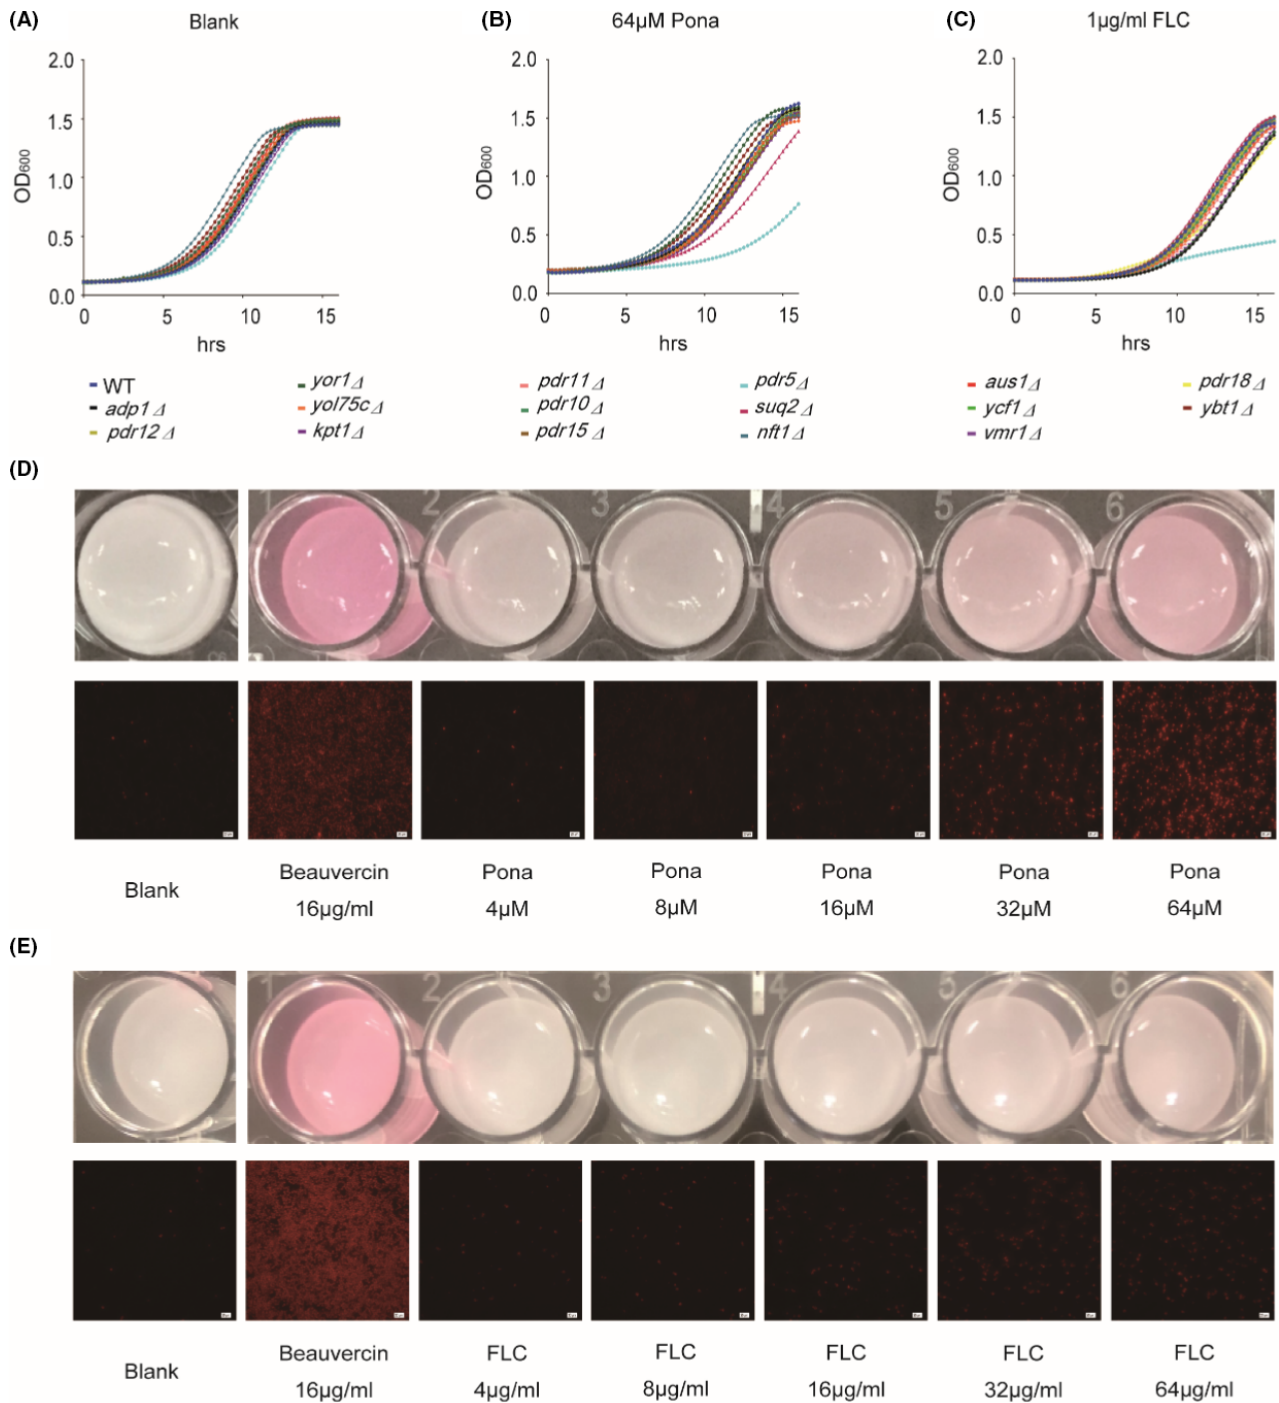 (A)
Blank
OD600
2.0
1.5
1.0
0.5
0.0
0 5 10 15
hrs
(B)
64µM Pona
OD600
2.0
1.5
1.0
0.5
0.0
0 5 10 15
hrs
(C)
1µg/ml FLC
OD600
2.0
1.5
1.0
0.5
0.0
0 5 10 15
hrs
WT
adp1Δ
pdr12Δ
yor1Δ
yol75cΔ
kpt1Δ
pdr11Δ
pdr10Δ
pdr15Δ
pdr5Δ
suq2Δ
nft1Δ
aus1Δ
ycf1Δ
vmr1Δ
pdr18Δ
ybt1Δ
(D)
1 2 3 4 5 6
Blank
Beauvercin
16µg/ml
Pona
4µM
Pona
8µM
Pona
16µM
Pona
32µM
Pona
64µM
(E)
1 2 3 4 5 6
Blank
Beauvercin
16µg/ml
FLC
4µg/ml
FLC
8µg/ml
FLC
16µg/ml
FLC
32µg/ml
FLC
64µg/ml